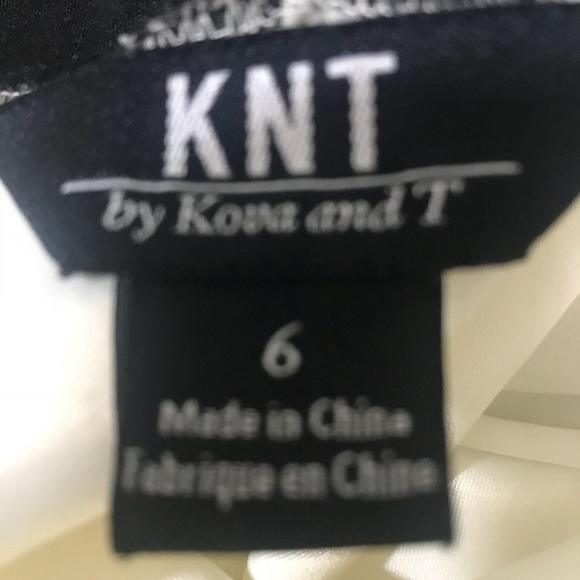 KNT
by Kova and T
6
Made in China
Fabrique en Chine